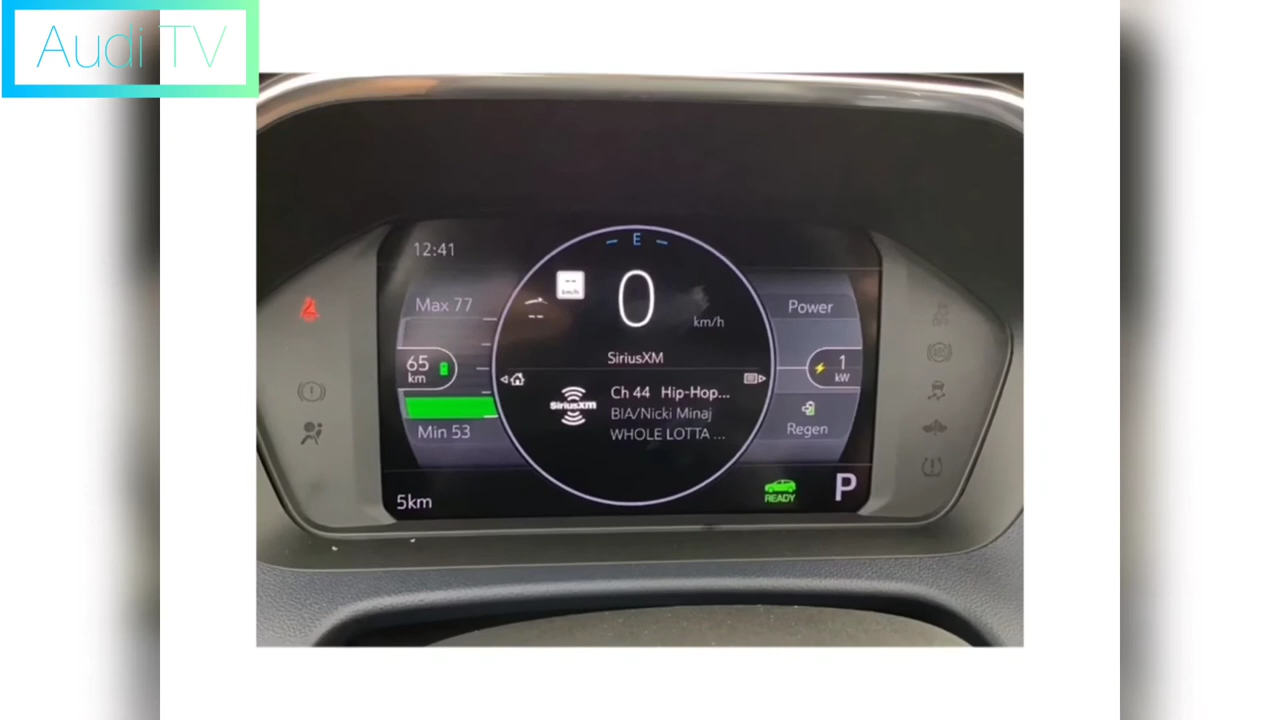 Audi TV
12:41
E
--
km/h
0
km/h
--
Max 77
Power
65
km
1
kW
SiriusXM
SiriusXM
Ch 44 Hip-Hop...
BIA/Nicki Minaj
WHOLE LOTTA ...
Min 53
Regen
READY
P
5km